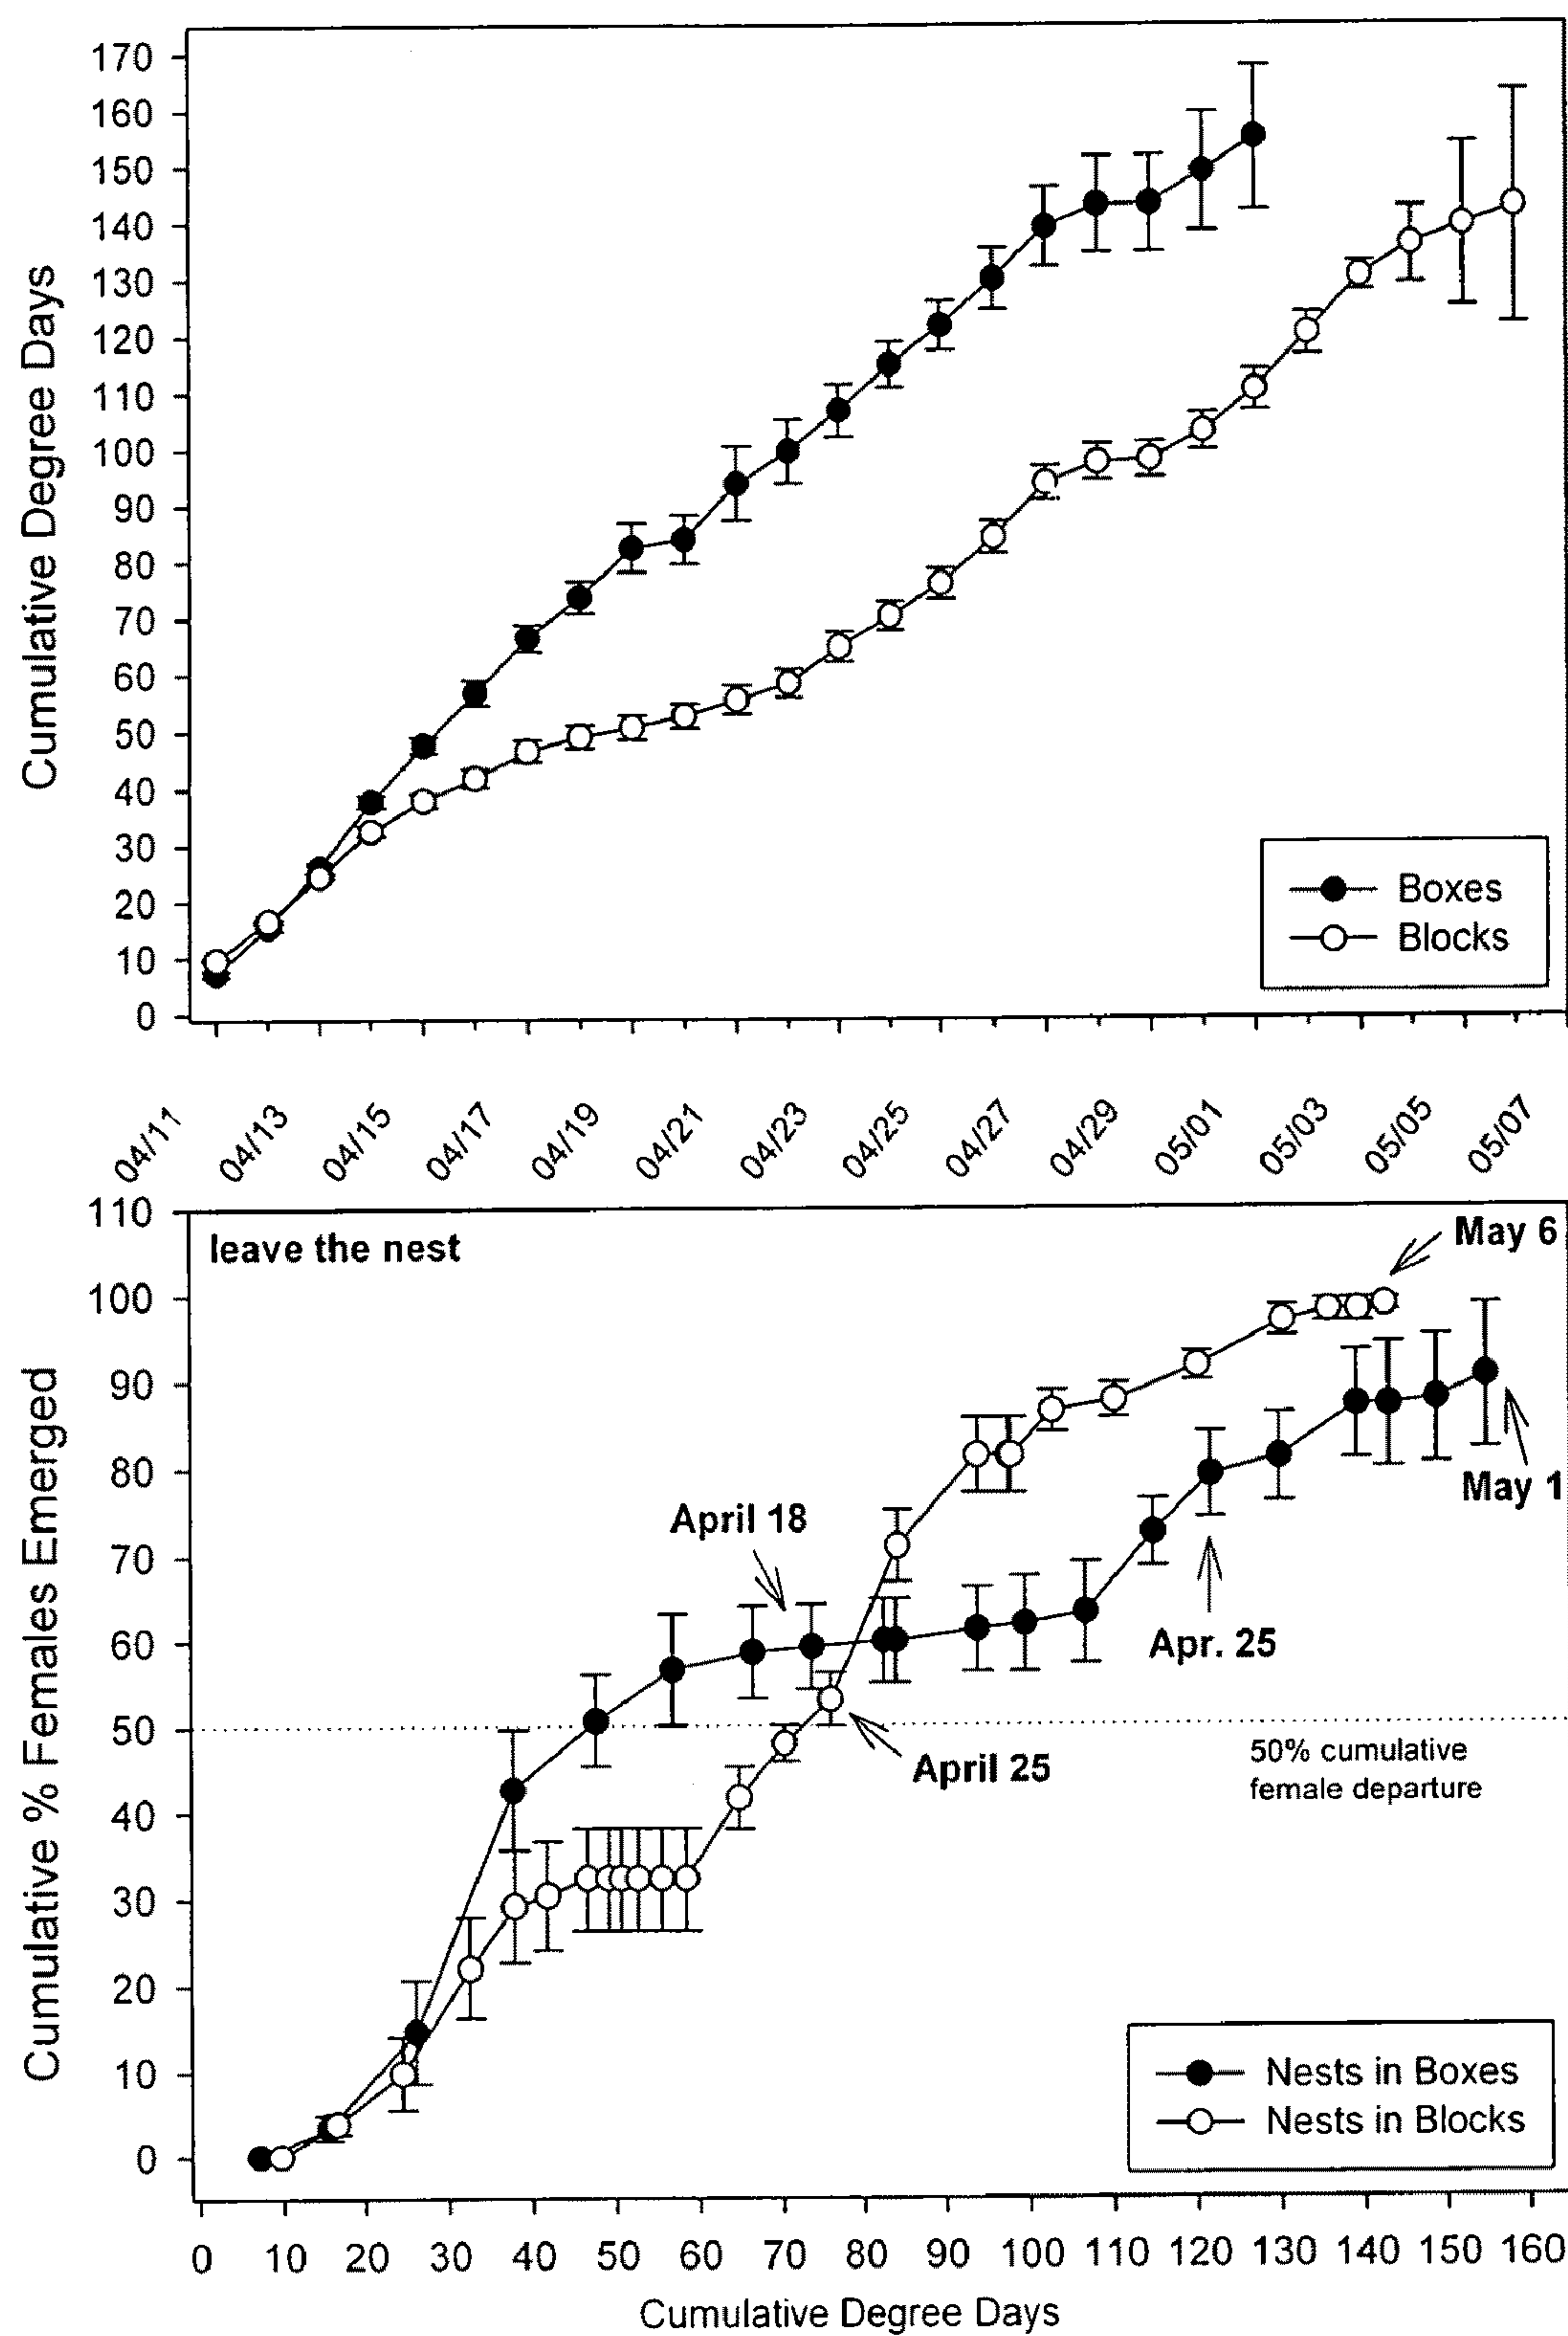 170
160
150
140
130
120
110
100
90
80
70
60
50
40
30
20
10
0
Cumulative Degree Days
Boxes
Blocks
04/11 04/13 04/15 04/17 04/19 04/21 04/23 04/25 04/27 04/29 05/01 05/03 05/05 05/07
110
100
90
80
70
60
50
40
30
20
10
0
Cumulative % Females Emerged
leave the nest
May 6
May 1
April 18
Apr. 25
April 25
50% cumulative
female departure
Nests in Boxes
Nests in Blocks
0 10 20 30 40 50 60 70 80 90 100 110 120 130 140 150 160
Cumulative Degree Days